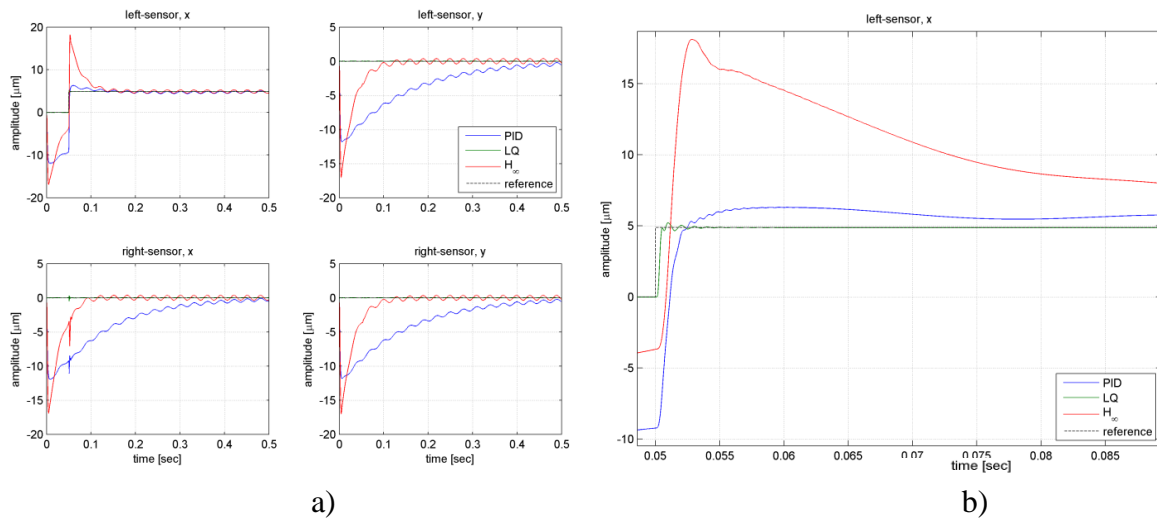 left-sensor, x
20
10
0
-10
-20
amplitude [μm]
0 0.1 0.2 0.3 0.4 0.5
left-sensor, y
5
0
-5
-10
-15
-20
amplitude [μm]
PID
LQ
H∞
reference
0 0.1 0.2 0.3 0.4 0.5
right-sensor, x
5
0
-5
-10
-15
-20
amplitude [μm]
0 0.1 0.2 0.3 0.4 0.5
time [sec]
right-sensor, y
5
0
-5
-10
-15
-20
amplitude [μm]
0 0.1 0.2 0.3 0.4 0.5
time [sec]
a)
left-sensor, x
15
10
5
0
-5
-10
amplitude [μm]
PID
LQ
H∞
reference
0.05 0.055 0.06 0.065 0.07 0.075 0.08 0.085
time [sec]
b)